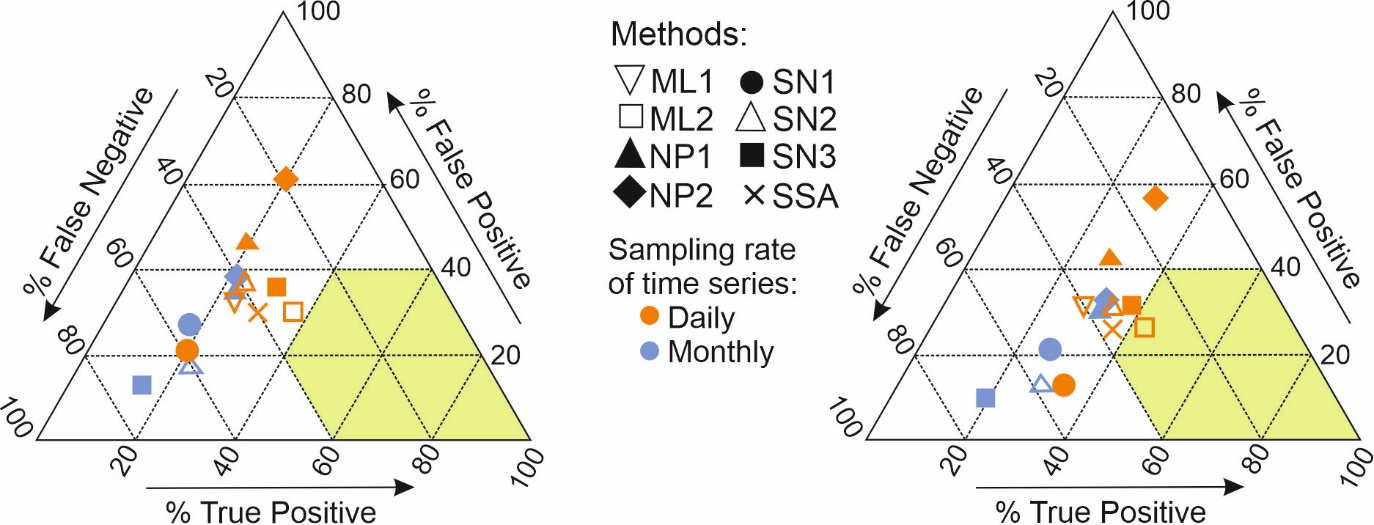 100
20
80
% False Negative
% False Positive
40
60
60
40
80
20
100
20
40
60
80
100
% True Positive
Methods:
ML1 SN1
ML2 SN2
NP1 SN3
NP2 SSA
Sampling rate
of time series:
Daily
Monthly
100
20
80
% False Negative
% False Positive
40
60
60
40
80
20
100
20
40
60
80
100
% True Positive